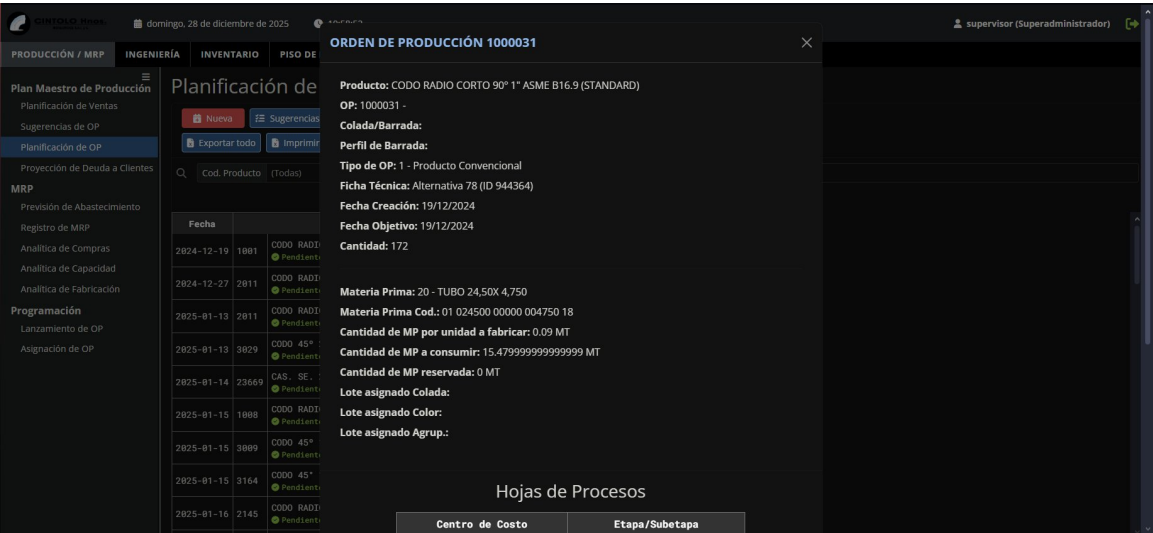 CINTOLO Hnos.
domingo, 28 de diciembre de 2025
supervisor (Superadministrador)
PRODUCCIÓN / MRP
INGENIERÍA
INVENTARIO
PISO DE
Plan Maestro de Producción
Planificación de Ventas
Sugerencias de OP
Planificación de OP
Proyección de Deuda a Clientes
MRP
Previsión de Abastecimiento
Registro de MRP
Analítica de Compras
Analítica de Capacidad
Analítica de Fabricación
Programación
Lanzamiento de OP
Asignación de OP
Planificación de
Nueva
Sugerencias
Exportar todo
Imprimir
Cod. Producto (Todas)
Fecha
2024-12-19 1001 CODO RADI
Pendiente
2024-12-27 2011 CODO RADI
Pendiente
2025-01-13 2011 CODO RADI
Pendiente
2025-01-13 3029 CODO 45°
Pendiente
2025-01-14 23669 CAS. SE.
Pendiente
2025-01-15 1008 CODO RADI
Pendiente
2025-01-15 3009 CODO 45°
Pendiente
2025-01-15 3164 CODO 45°
Pendiente
2025-01-16 2145 CODO RADI
Pendiente
ORDEN DE PRODUCCIÓN 1000031
Producto: CODO RADIO CORTO 90° 1" ASME B16.9 (STANDARD)
OP: 1000031 -
Colada/Barrada:
Perfil de Barrada:
Tipo de OP: 1 - Producto Convencional
Ficha Técnica: Alternativa 78 (ID 944364)
Fecha Creación: 19/12/2024
Fecha Objetivo: 19/12/2024
Cantidad: 172
Materia Prima: 20 - TUBO 24,50X 4,750
Materia Prima Cod.: 01 024500 00000 004750 18
Cantidad de MP por unidad a fabricar: 0.09 MT
Cantidad de MP a consumir: 15.479999999999999 MT
Cantidad de MP reservada: 0 MT
Lote asignado Colada:
Lote asignado Color:
Lote asignado Agrup.:
Hojas de Procesos
Centro de Costo
Etapa/Subetapa